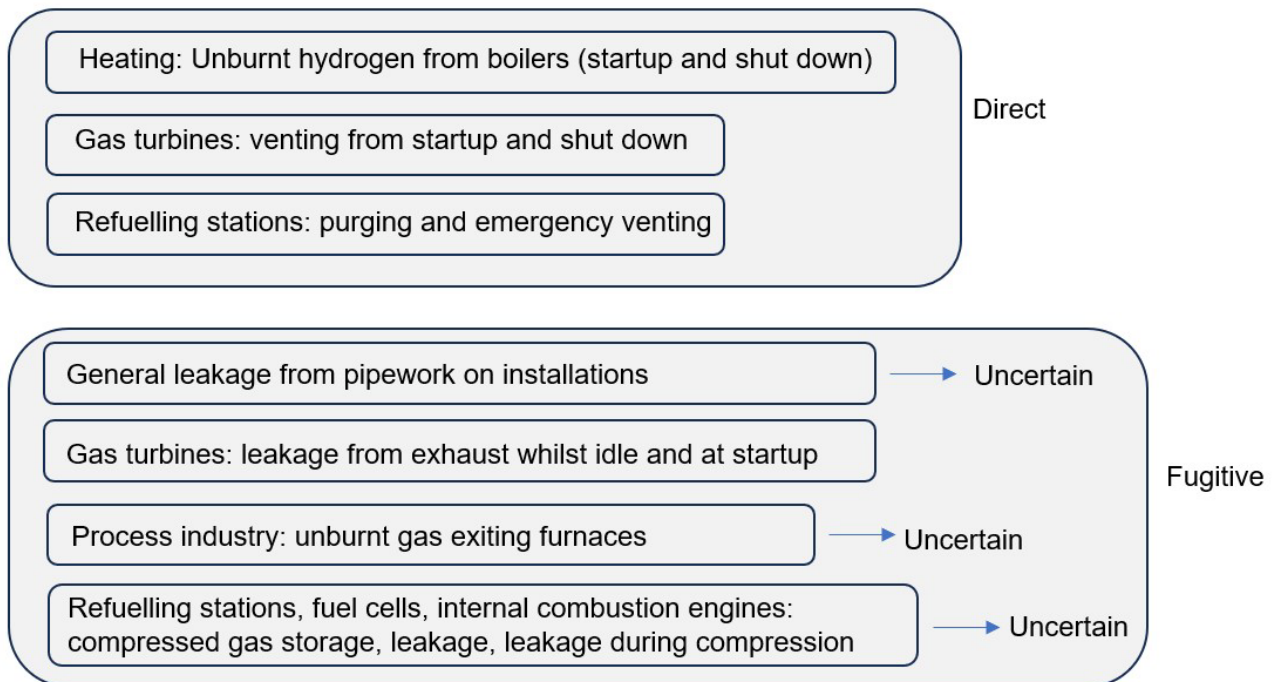 Heating: Unburnt hydrogen from boilers (startup and shut down)
Direct
Gas turbines: venting from startup and shut down
Refuelling stations: purging and emergency venting
General leakage from pipework on installations
Uncertain
Gas turbines: leakage from exhaust whilst idle and at startup
Fugitive
Process industry: unburnt gas exiting furnaces
Uncertain
Refuelling stations, fuel cells, internal combustion engines:
compressed gas storage, leakage, leakage during compression
Uncertain